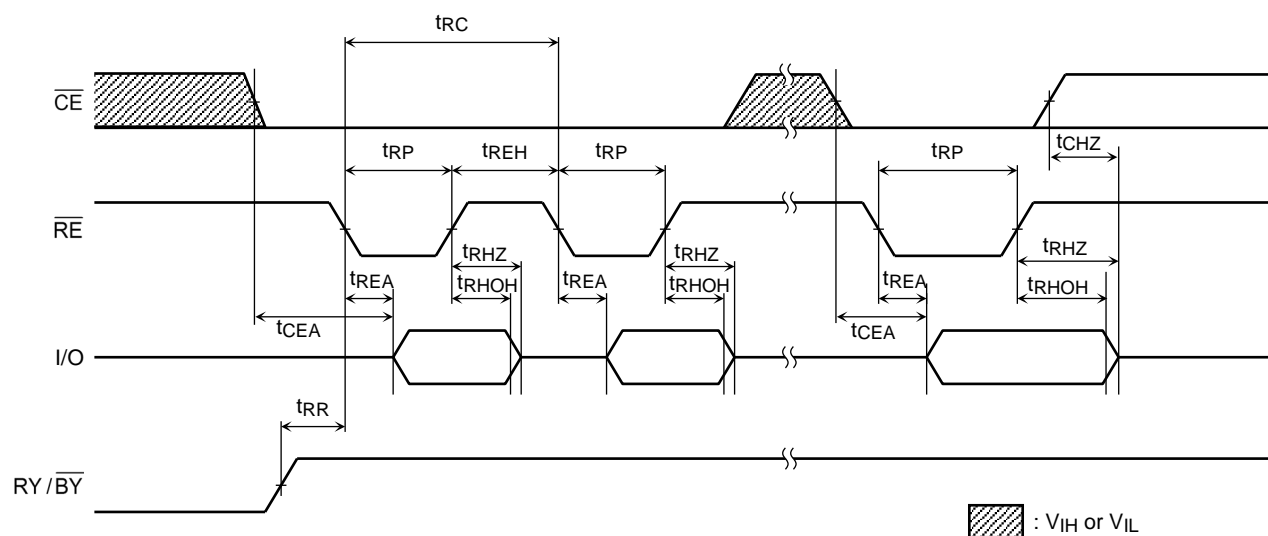 tRC
CE
tRP tREH tRP tRP tCHZ
RE
tRHZ tRHZ tRHZ
tREA tRHOH tREA tRHOH tREA tRHOH
tCEA tCEA
I/O
tRR
RY / BY
: VIH or VIL